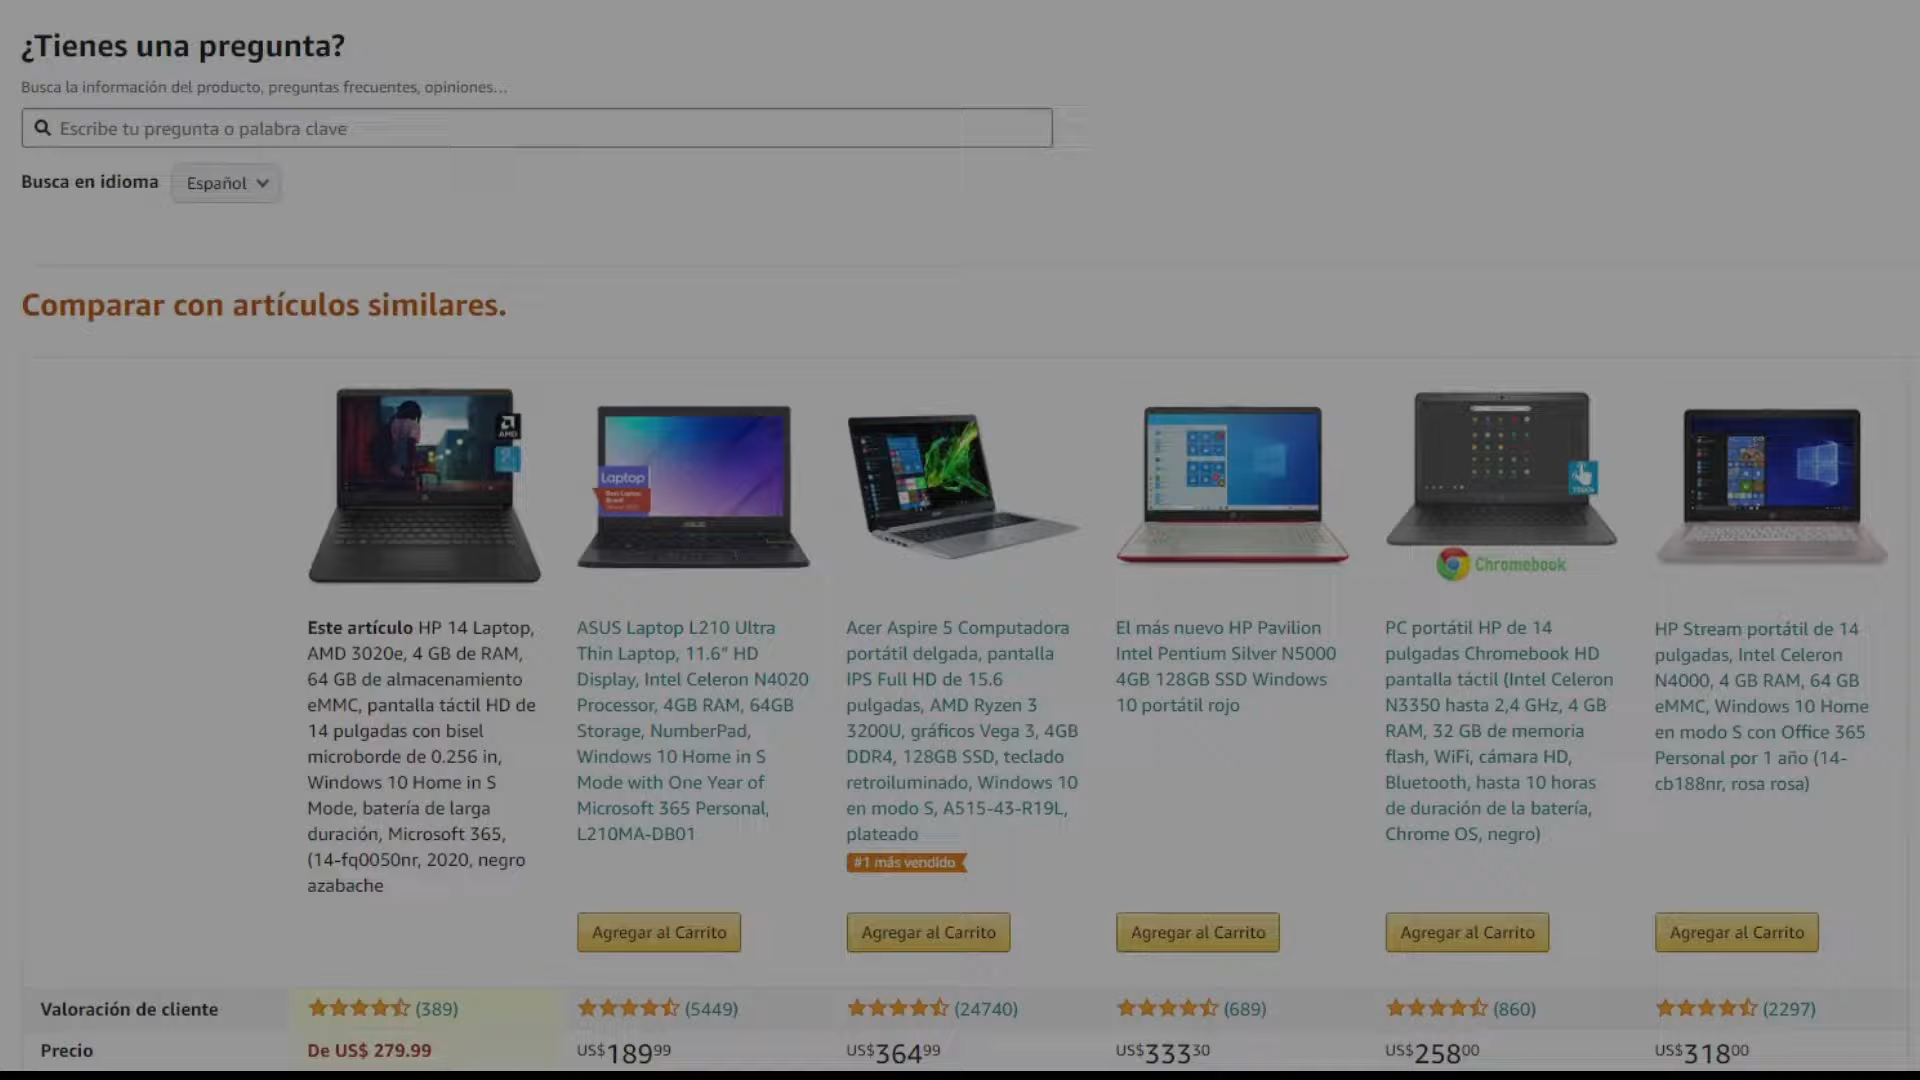 ¿Tienes una pregunta?
Busca la información del producto, preguntas frecuentes, opiniones...
Escribe tu pregunta o palabra clave
Busca en idioma
Español
Comparar con artículos similares.
AMD
Laptop
ASUS
TOUCH
Chromebook
Este artículo HP 14 Laptop,
AMD 3020e, 4 GB de RAM,
64 GB de almacenamiento
eMMC, pantalla táctil HD de
14 pulgadas con bisel
microborde de 0.256 in,
Windows 10 Home in S
Mode, batería de larga
duración, Microsoft 365,
(14-fq0050nr, 2020, negro
azabache
ASUS Laptop L210 Ultra
Thin Laptop, 11.6" HD
Display, Intel Celeron N4020
Processor, 4GB RAM, 64GB
Storage, NumberPad,
Windows 10 Home in S
Mode with One Year of
Microsoft 365 Personal,
L210MA-DB01
Agregar al Carrito
Acer Aspire 5 Computadora
portátil delgada, pantalla
IPS Full HD de 15.6
pulgadas, AMD Ryzen 3
3200U, gráficos Vega 3, 4GB
DDR4, 128GB SSD, teclado
retroiluminado, Windows 10
en modo S, A515-43-R19L,
plateado
#1 más vendido
Agregar al Carrito
El más nuevo HP Pavilion
Intel Pentium Silver N5000
4GB 128GB SSD Windows
10 portátil rojo
Agregar al Carrito
PC portátil HP de 14
pulgadas Chromebook HD
pantalla táctil (Intel Celeron
N3350 hasta 2,4 GHz, 4 GB
RAM, 32 GB de memoria
flash, WiFi, cámara HD,
Bluetooth, hasta 10 horas
de duración de la batería,
Chrome OS, negro)
Agregar al Carrito
HP Stream portátil de 14
pulgadas, Intel Celeron
N4000, 4 GB RAM, 64 GB
eMMC, Windows 10 Home
en modo S con Office 365
Personal por 1 año (14-
cb188nr, rosa rosa)
Agregar al Carrito
Valoración de cliente (389) (5449) (24740) (689) (860) (2297)
Precio De US$ 279.99 US$189⁹⁹ US$364⁹⁹ US$333³⁰ US$258⁰⁰ US$318⁰⁰